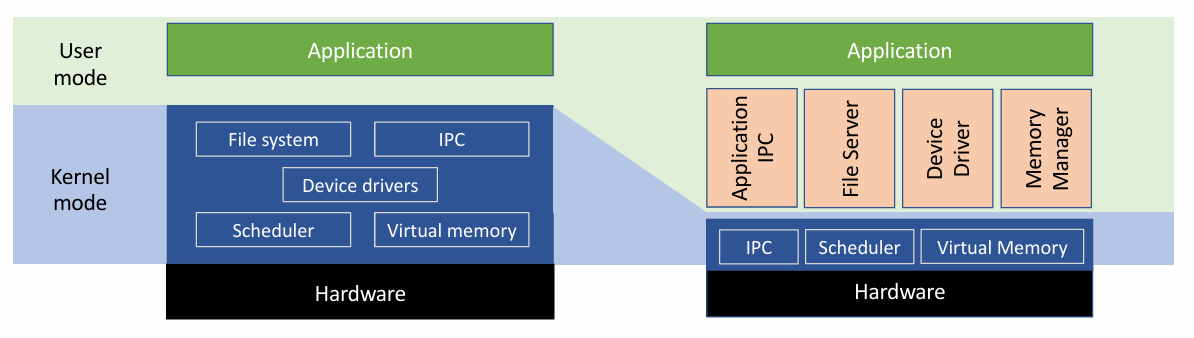 User
mode
Application
Application
Kernel
mode
File system
IPC
Device drivers
Scheduler
Virtual memory
Hardware
Application
IPC
File Server
Device
Driver
Memory
Manager
IPC
Scheduler
Virtual Memory
Hardware